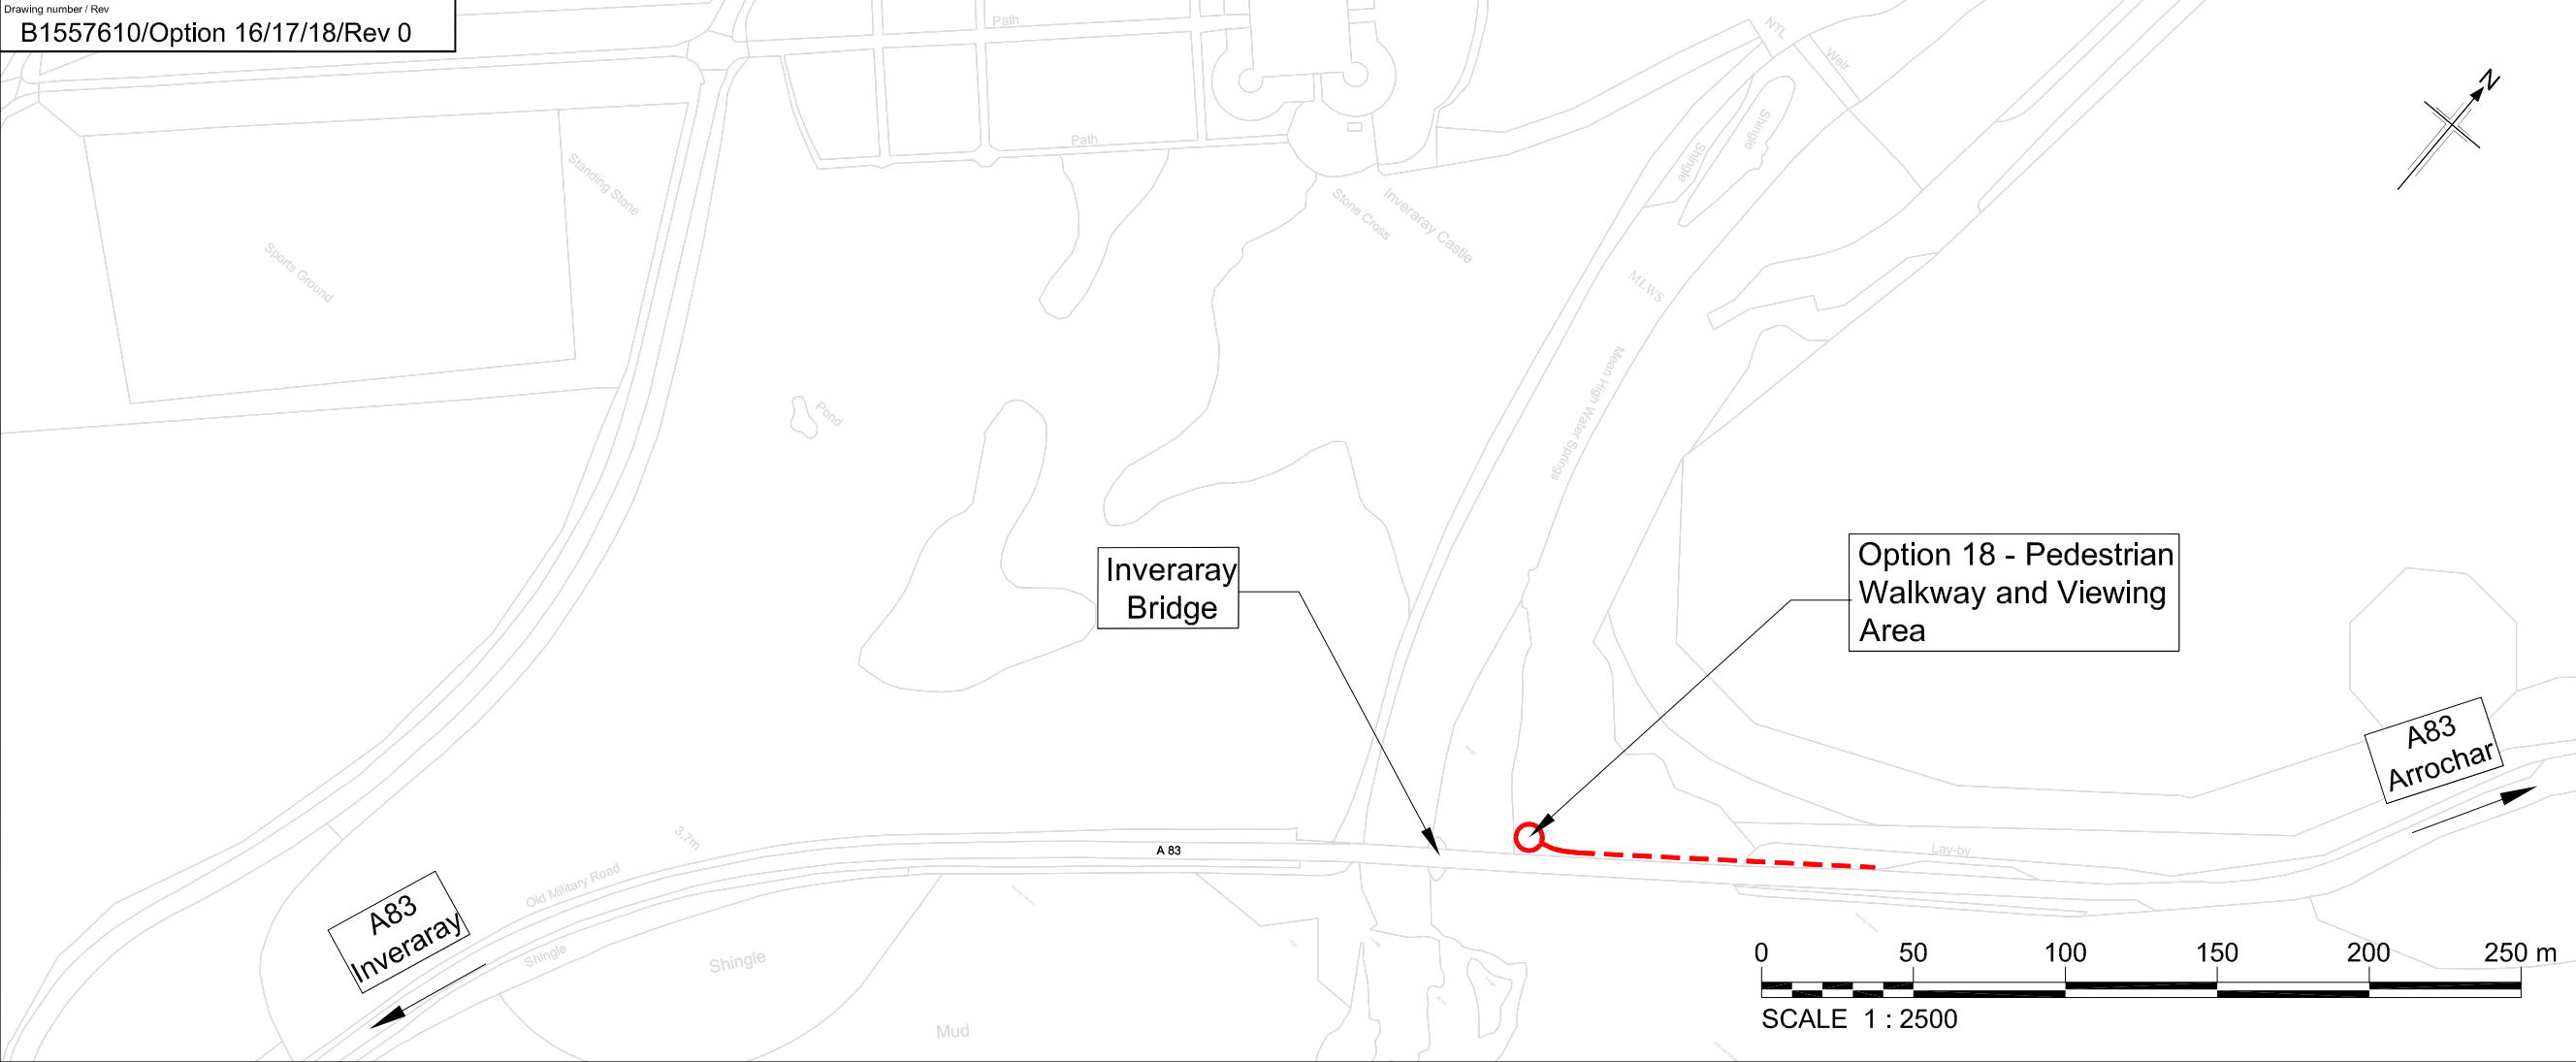 Drawing number / Rev
B1557610/Option 16/17/18/Rev 0
Path
NTL
Weir
N
Path
Shingle
Shingle
Standing Stone
Stone Cross
Inveraray Castle
Sports Ground
MLWS
Mean High Water Springs
Pond
Inveraray
Bridge
Option 18 - Pedestrian
Walkway and Viewing
Area
A83
Arrochar
3.7m
A 83
Lay-by
Old Military Road
A83
Inveraray
Shingle
Shingle
Mud
0 50 100 150 200 250 m
SCALE 1 : 2500